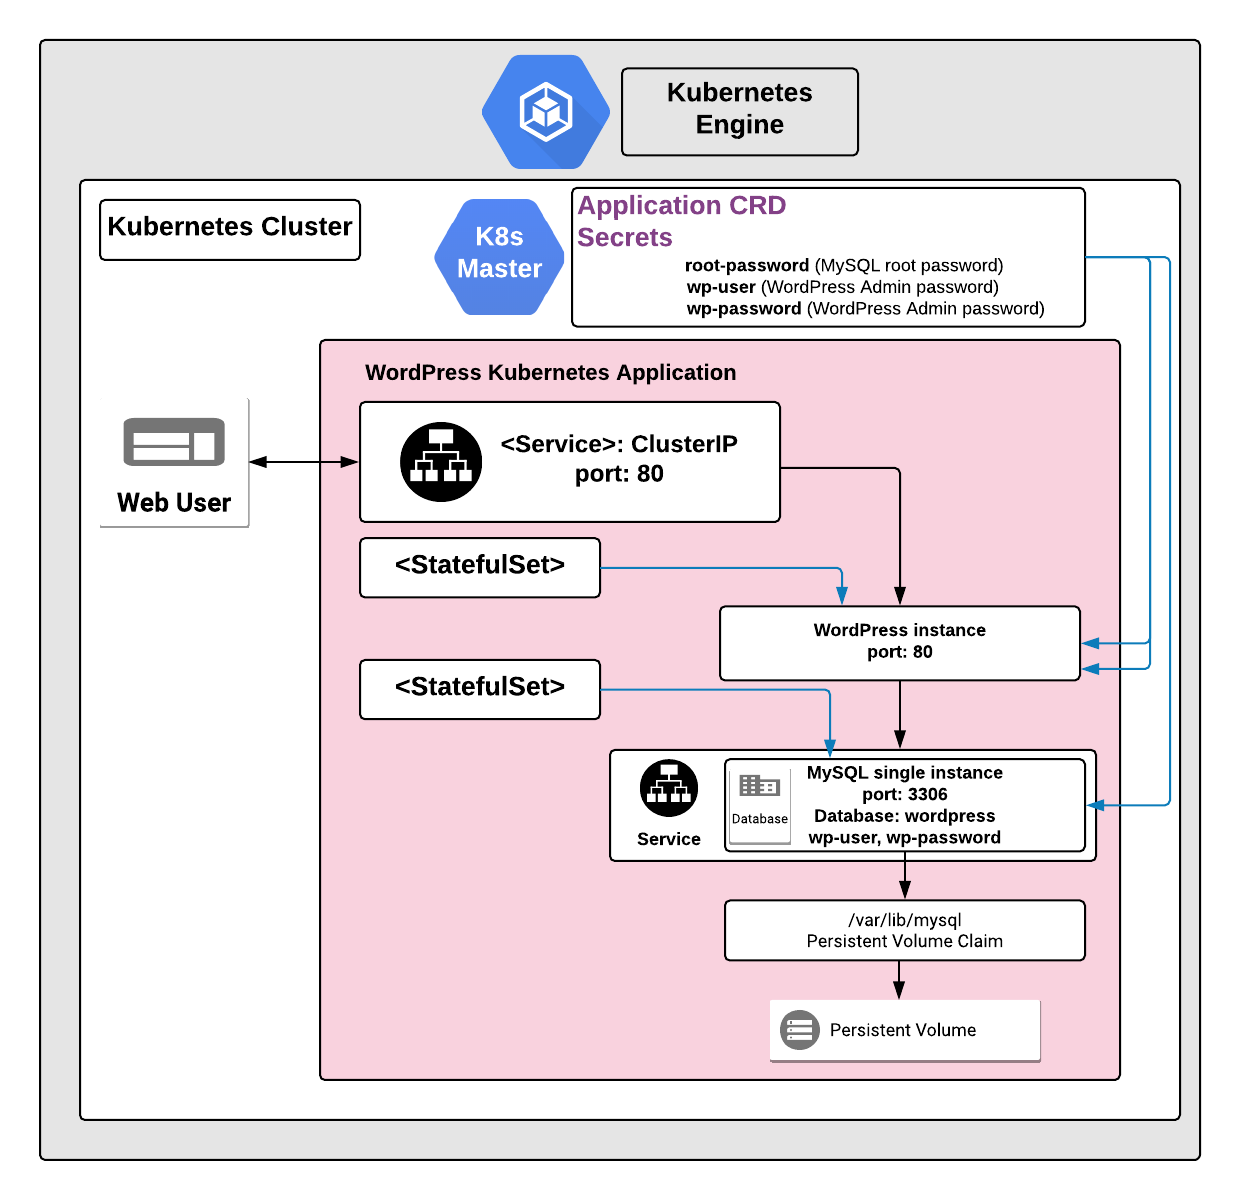 Kubernetes
Engine
Kubernetes Cluster
K8s
Master
Application CRD
Secrets
root-password (MySQL root password)
wp-user (WordPress Admin password)
wp-password (WordPress Admin password)
WordPress Kubernetes Application
Web User
<Service>: ClusterIP
port: 80
<StatefulSet>
WordPress instance
port: 80
<StatefulSet>
Service
Database
MySQL single instance
port: 3306
Database: wordpress
wp-user, wp-password
/var/lib/mysql
Persistent Volume Claim
Persistent Volume